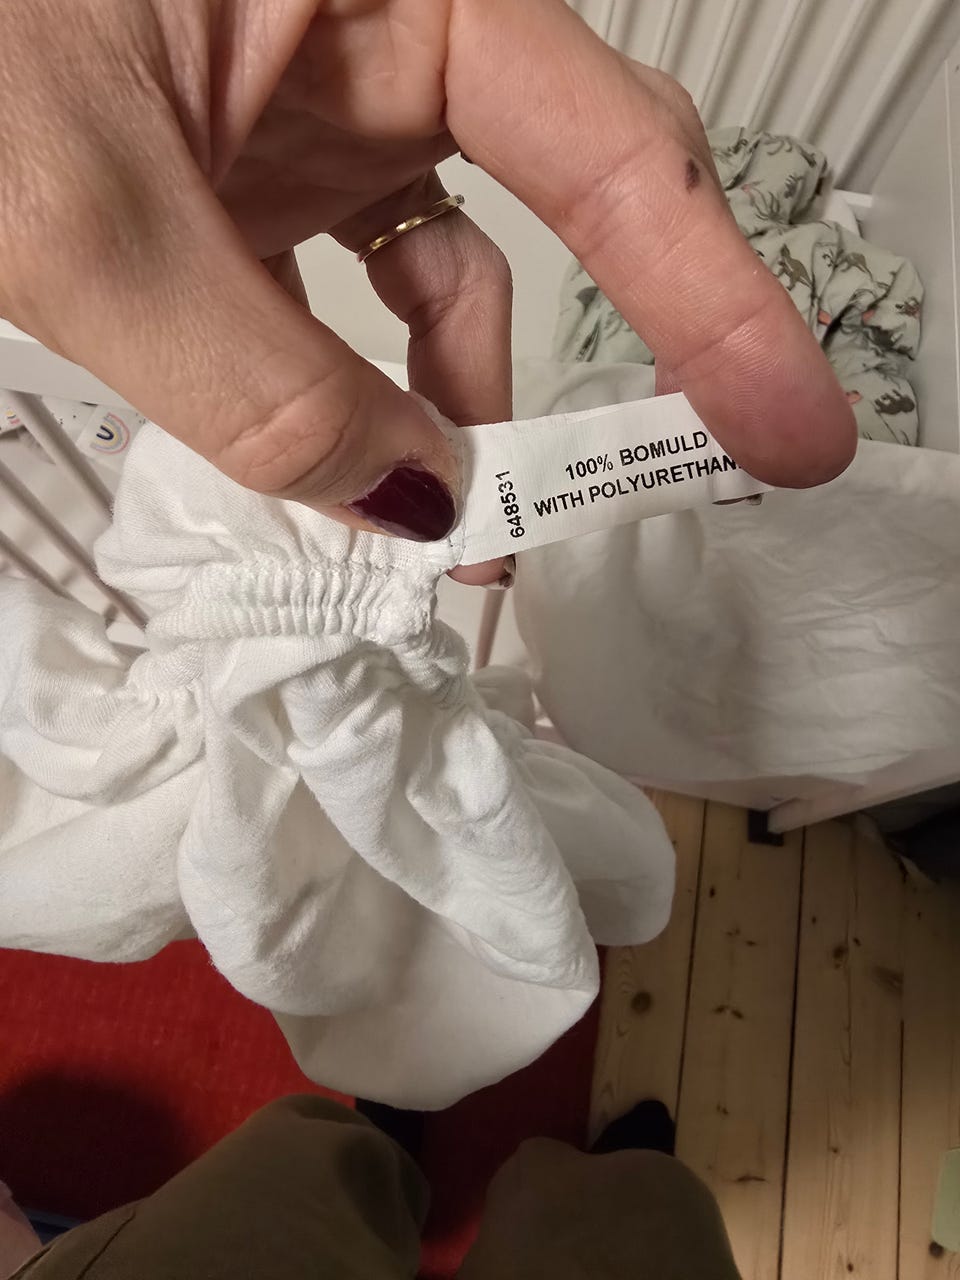 100% BOMULD
WITH POLYURETHAN
648531
U